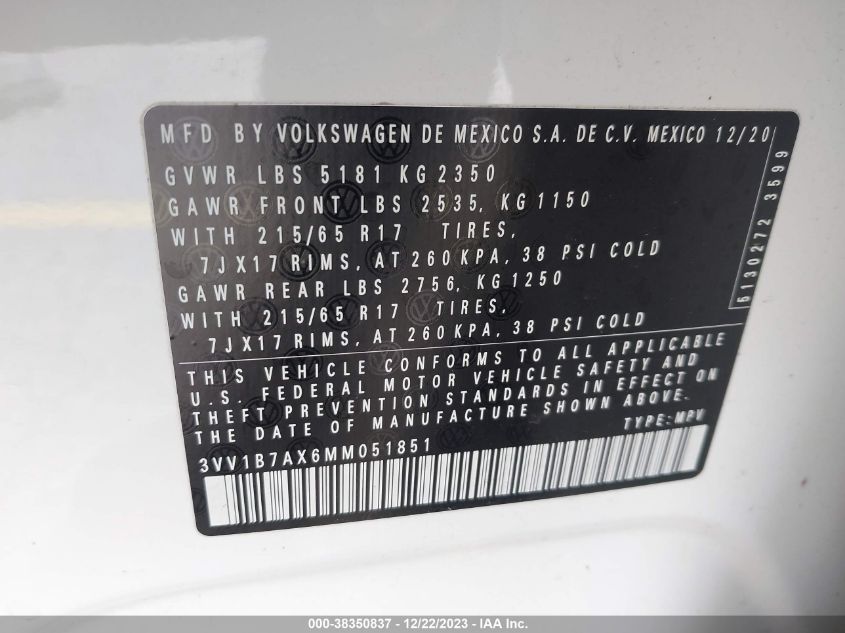 MFD BY VOLKSWAGEN DE MEXICO S.A. DE C.V. MEXICO 12/20
GVWR LBS 5181 KG 2350
GAWR FRONT LBS 2535, KG 1150
WITH 215/65 R17 TIRES,
7JX17 RIMS, AT 260 KPA, 38 PSI COLD
GAWR REAR LBS 2756, KG 1250
WITH 215/65 R17 TIRES,
7JX17 RIMS, AT 260 KPA, 38 PSI COLD
5130272 3599
THIS VEHICLE CONFORMS TO ALL APPLICABLE
U.S. FEDERAL MOTOR VEHICLE SAFETY AND
THEFT PREVENTION STANDARDS IN EFFECT ON
THE DATE OF MANUFACTURE SHOWN ABOVE.
TYPE: MPV
3VV1B7AX6MM051851
000-38350837 - 12/22/2023 - IAA Inc.